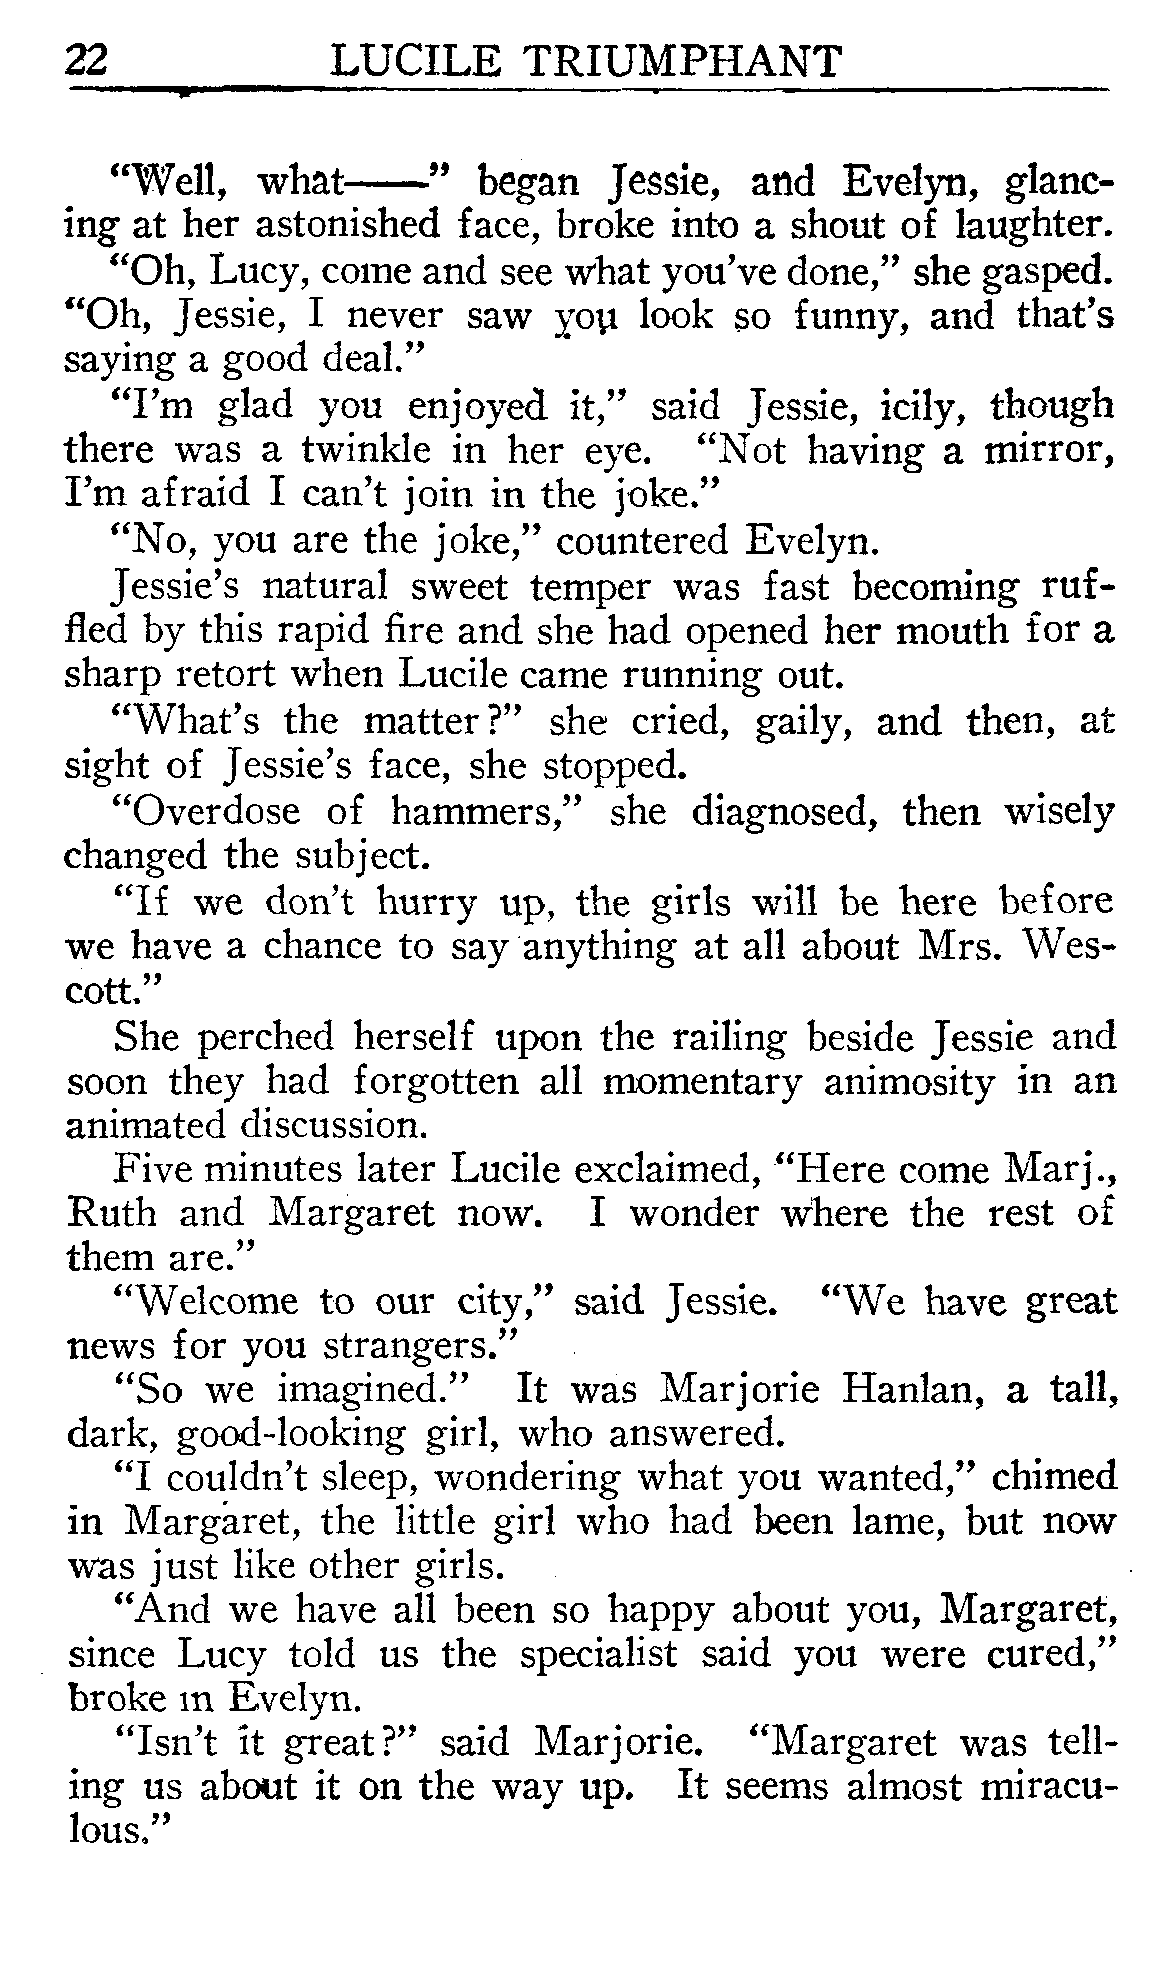 22 LUCILE TRIUMPHANT
“Well, what——” began Jessie, and Evelyn, glanc-
ing at her astonished face, broke into a shout of laughter.
“Oh, Lucy, come and see what you’ve done,” she gasped.
“Oh, Jessie, I never saw you look so funny, and that’s
saying a good deal.”
“I’m glad you enjoyed it,” said Jessie, icily, though
there was a twinkle in her eye. “Not having a mirror,
I’m afraid I can’t join in the joke.”
“No, you are the joke,” countered Evelyn.
Jessie’s natural sweet temper was fast becoming ruf-
fled by this rapid fire and she had opened her mouth for a
sharp retort when Lucile came running out.
“What’s the matter?” she cried, gaily, and then, at
sight of Jessie’s face, she stopped.
“Overdose of hammers,” she diagnosed, then wisely
changed the subject.
“If we don’t hurry up, the girls will be here before
we have a chance to say anything at all about Mrs. Wes-
cott.”
She perched herself upon the railing beside Jessie and
soon they had forgotten all momentary animosity in an
animated discussion.
Five minutes later Lucile exclaimed, “Here come Marj.,
Ruth and Margaret now. I wonder where the rest of
them are.”
“Welcome to our city,” said Jessie. “We have great
news for you strangers.”
“So we imagined.” It was Marjorie Hanlan, a tall,
dark, good-looking girl, who answered.
“I couldn’t sleep, wondering what you wanted,” chimed
in Margaret, the little girl who had been lame, but now
was just like other girls.
“And we have all been so happy about you, Margaret,
since Lucy told us the specialist said you were cured,”
broke in Evelyn.
“Isn’t it great?” said Marjorie. “Margaret was tell-
ing us about it on the way up. It seems almost miracu-
lous.”